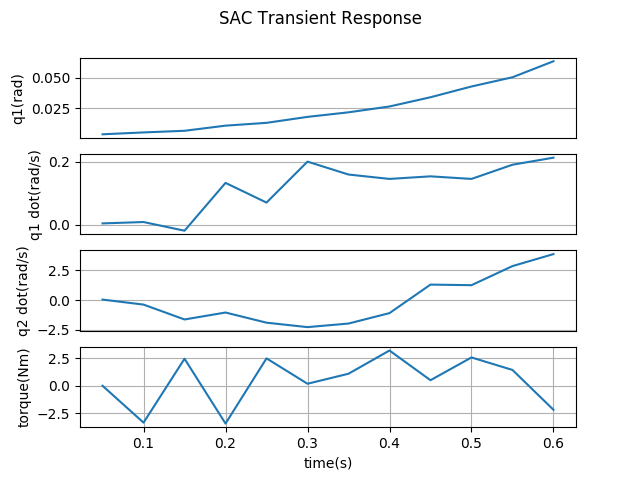 SAC Transient Response
q1(rad)
0.050
0.025
q1 dot(rad/s)
0.2
0.0
q2 dot(rad/s)
2.5
0.0
−2.5
torque(Nm)
2.5
0.0
−2.5
0.1 0.2 0.3 0.4 0.5 0.6
time(s)